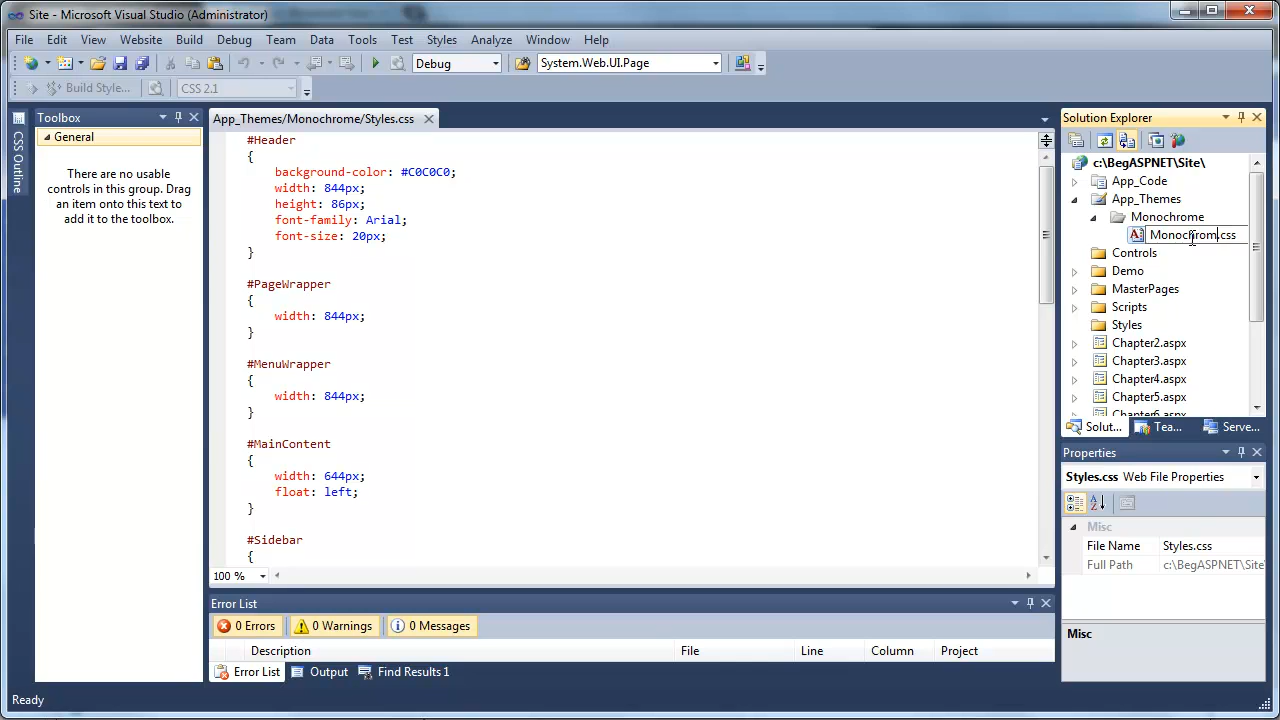 Site - Microsoft Visual Studio (Administrator)
File Edit View Website Build Debug Team Data Tools Test Styles Analyze Window Help
Debug System.Web.UI.Page
Build Style... CSS 2.1
CSS Outline
Toolbox
General
There are no usable
controls in this group. Drag
an item onto this text to
add it to the toolbox.
App_Themes/Monochrome/Styles.css
#Header
{
background-color: #C0C0C0;
width: 844px;
height: 86px;
font-family: Arial;
font-size: 20px;
}
#PageWrapper
{
width: 844px;
}
#MenuWrapper
{
width: 844px;
}
#MainContent
{
width: 644px;
float: left;
}
#Sidebar
{
100 %
Error List
0 Errors 0 Warnings 0 Messages
Description File Line Column Project
Error List Output Find Results 1
Solution Explorer
c:\BegASPNET\Site\
App_Code
App_Themes
Monochrome
Monochrom.css
Controls
Demo
MasterPages
Scripts
Styles
Chapter2.aspx
Chapter3.aspx
Chapter4.aspx
Chapter5.aspx
Chapter6.aspx
Solut... Tea... Serve...
Properties
Styles.css Web File Properties
Misc
File Name Styles.css
Full Path c:\BegASPNET\Site\
Misc
Ready